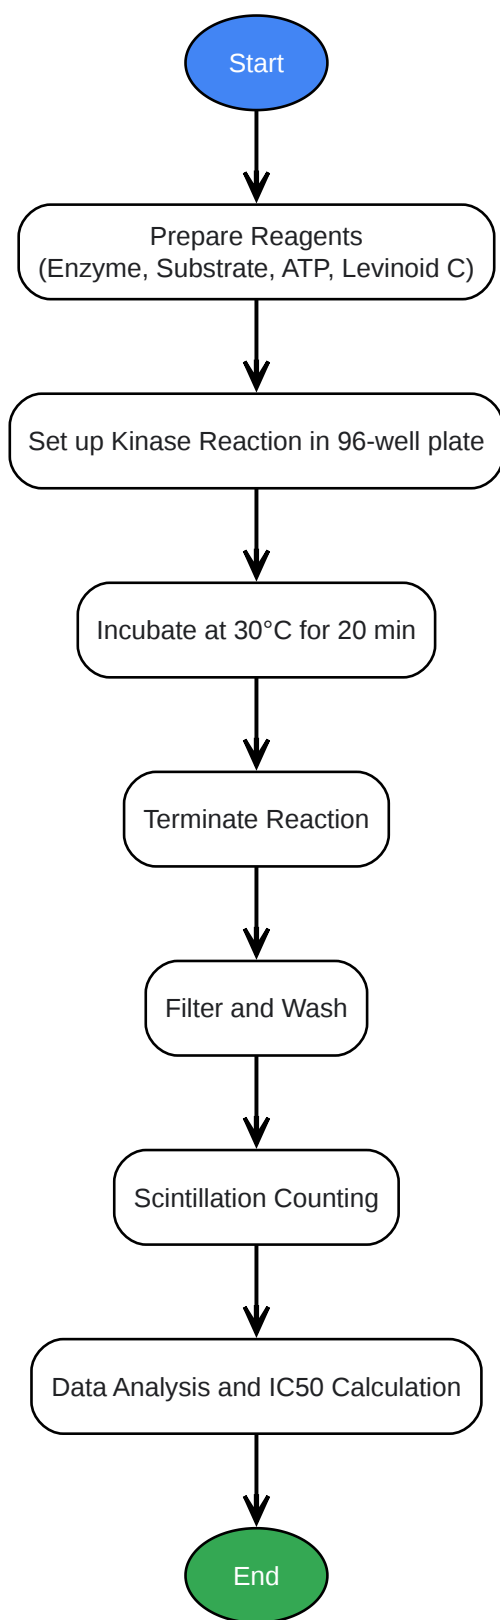 Start
Prepare Reagents
(Enzyme, Substrate, ATP, Levinoid C)
Set up Kinase Reaction in 96-well plate
Incubate at 30°C for 20 min
Terminate Reaction
Filter and Wash
Scintillation Counting
Data Analysis and IC50 Calculation
End